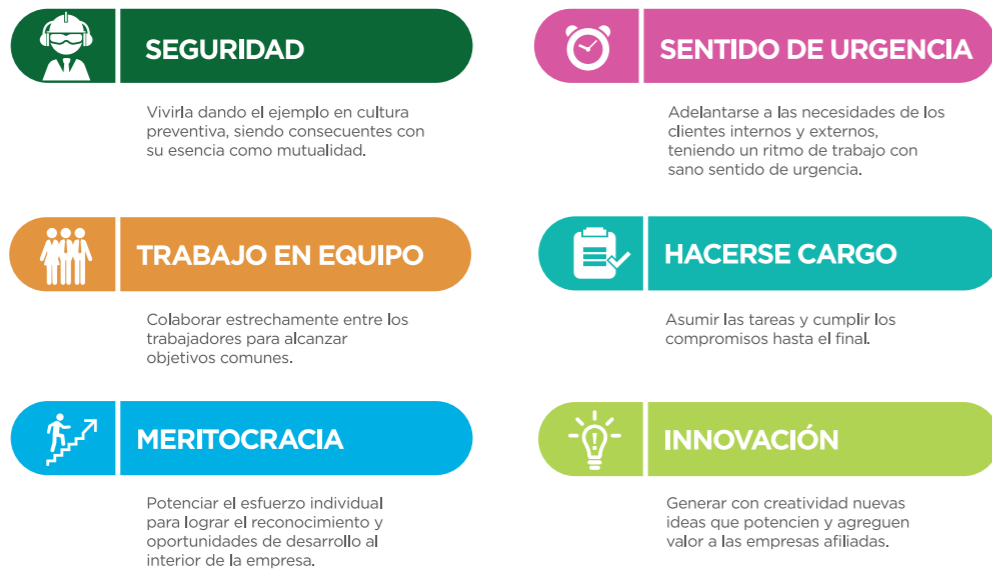 SEGURIDAD
Vivirla dando el ejemplo en cultura
preventiva, siendo consecuentes con
su esencia como mutualidad.
SENTIDO DE URGENCIA
Adelantarse a las necesidades de los
clientes internos y externos,
teniendo un ritmo de trabajo con
sano sentido de urgencia.
TRABAJO EN EQUIPO
Colaborar estrechamente entre los
trabajadores para alcanzar
objetivos comunes.
HACERSE CARGO
Asumir las tareas y cumplir los
compromisos hasta el final.
MERITOCRACIA
Potenciar el esfuerzo individual
para lograr el reconocimiento y
oportunidades de desarrollo al
interior de la empresa.
INNOVACIÓN
Generar con creatividad nuevas
ideas que potencien y agreguen
valor a las empresas afiliadas.